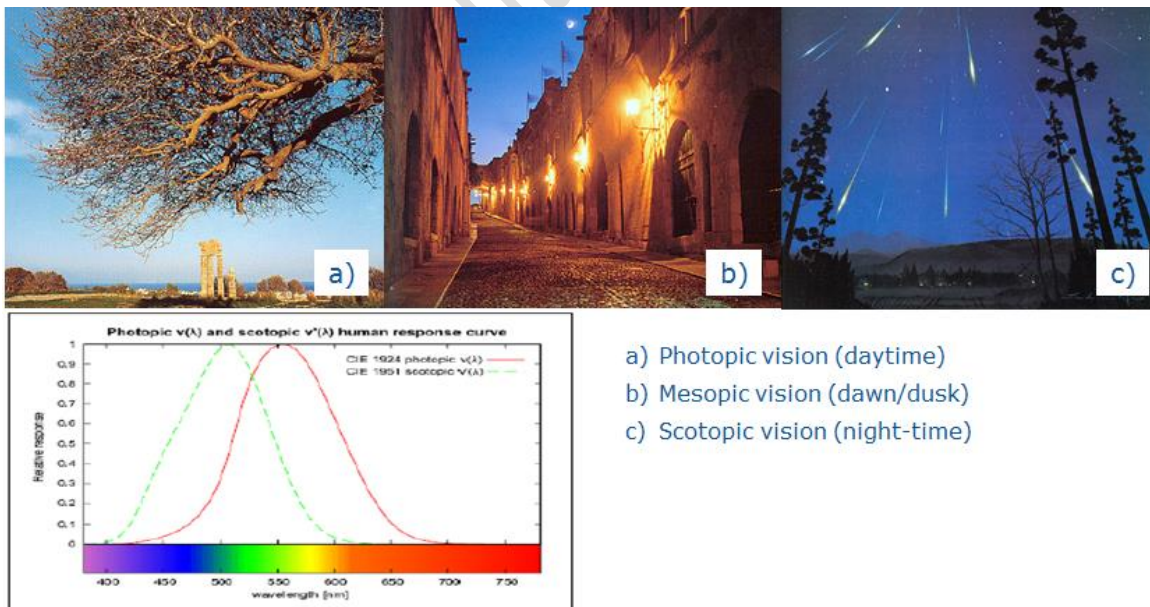 a)
b)
c)
Photopic v(λ) and scotopic v'(λ) human response curve
CIE 1924 photopic v(λ)
CIE 1951 scotopic v'(λ)
1
0.9
0.8
0.7
0.6
0.5
0.4
0.3
0.2
0.1
0
Relative response
400 450 500 550 600 650 700 750
wavelength [nm]
a) Photopic vision (daytime)
b) Mesopic vision (dawn/dusk)
c) Scotopic vision (night-time)